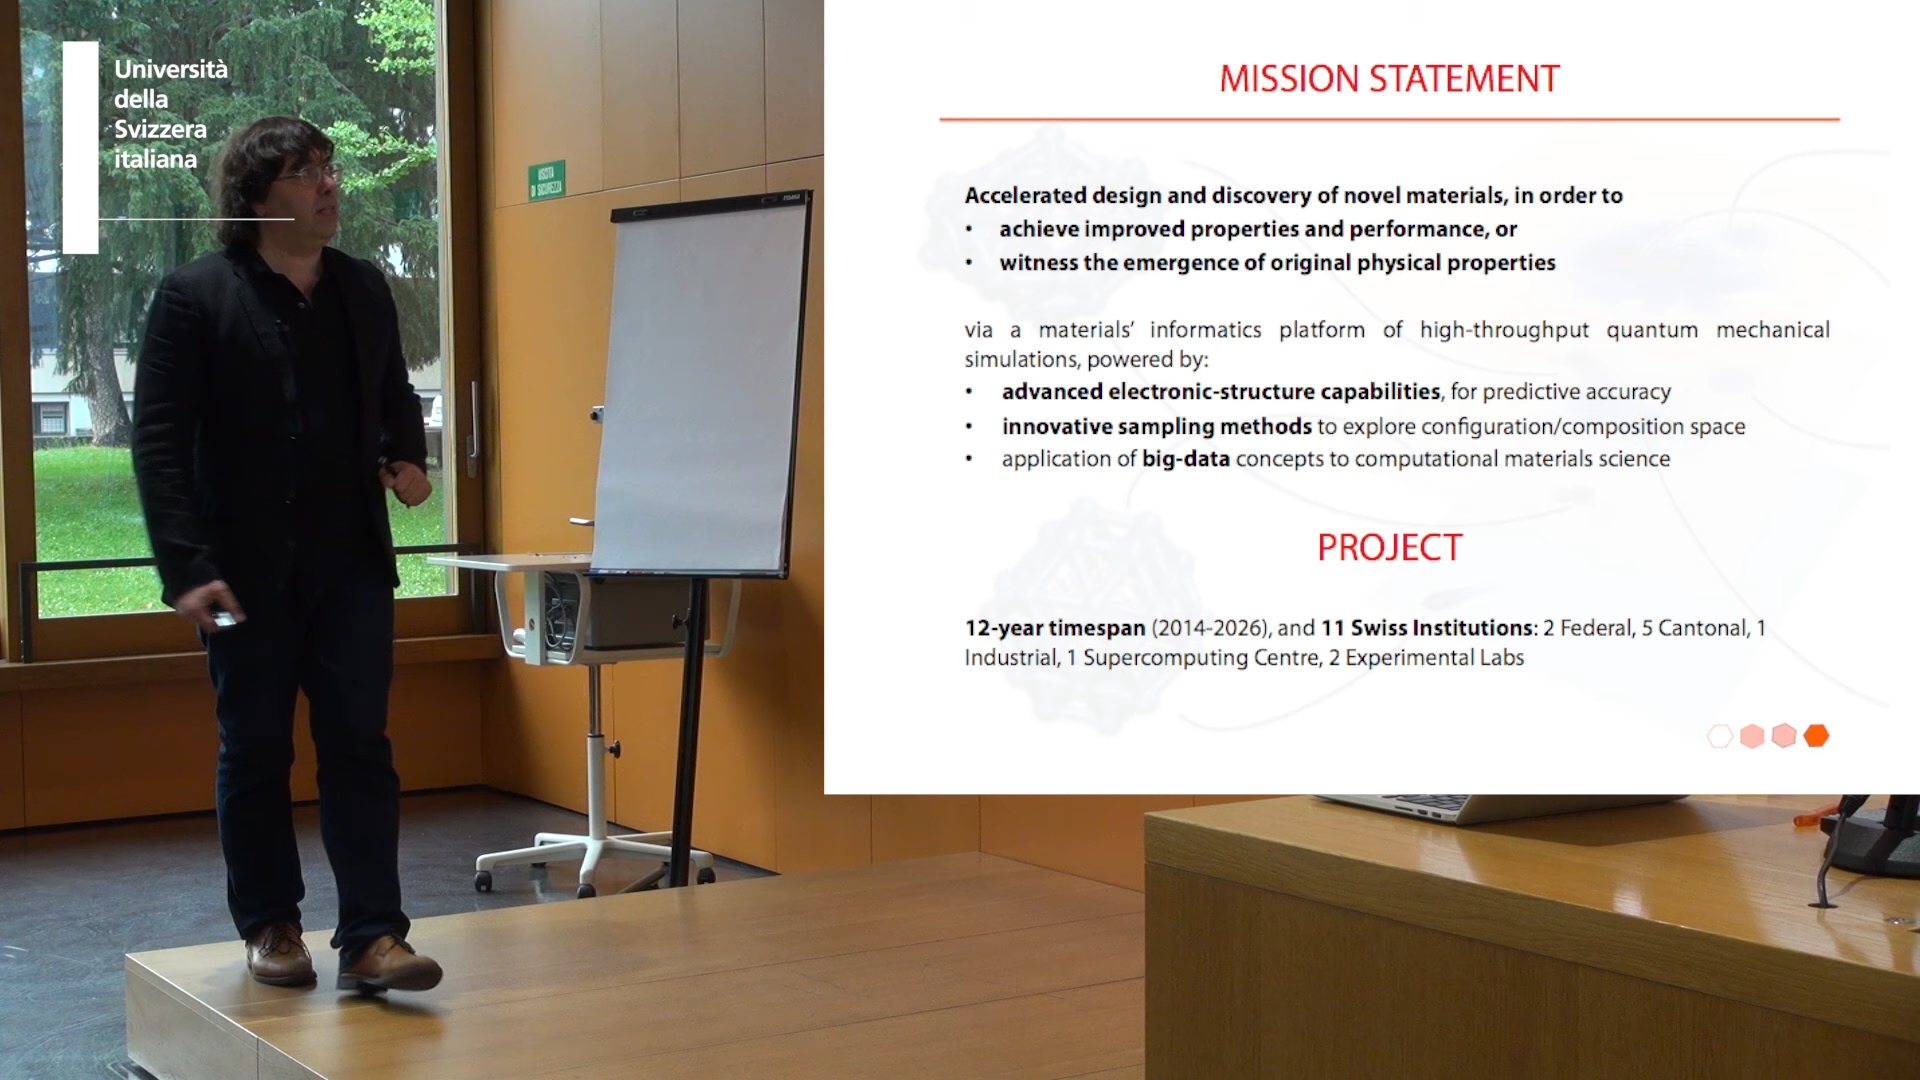 Università
della
Svizzera
italiana
USCITA
DI SICUREZZA
MISSION STATEMENT
Accelerated design and discovery of novel materials, in order to
• achieve improved properties and performance, or
• witness the emergence of original physical properties
via a materials’ informatics platform of high-throughput quantum mechanical
simulations, powered by:
• advanced electronic-structure capabilities, for predictive accuracy
• innovative sampling methods to explore configuration/composition space
• application of big-data concepts to computational materials science
PROJECT
12-year timespan (2014-2026), and 11 Swiss Institutions: 2 Federal, 5 Cantonal, 1
Industrial, 1 Supercomputing Centre, 2 Experimental Labs